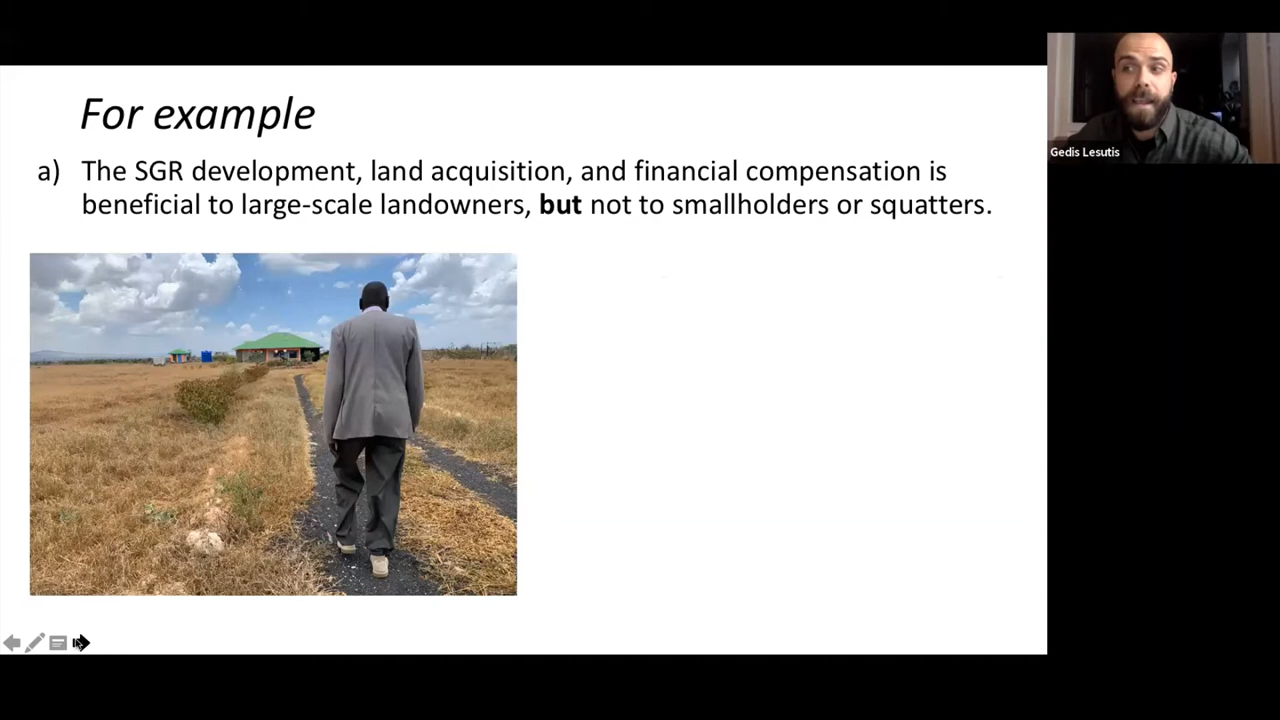 For example
a) The SGR development, land acquisition, and financial compensation is
beneficial to large-scale landowners, but not to smallholders or squatters.
Gedis Lesutis